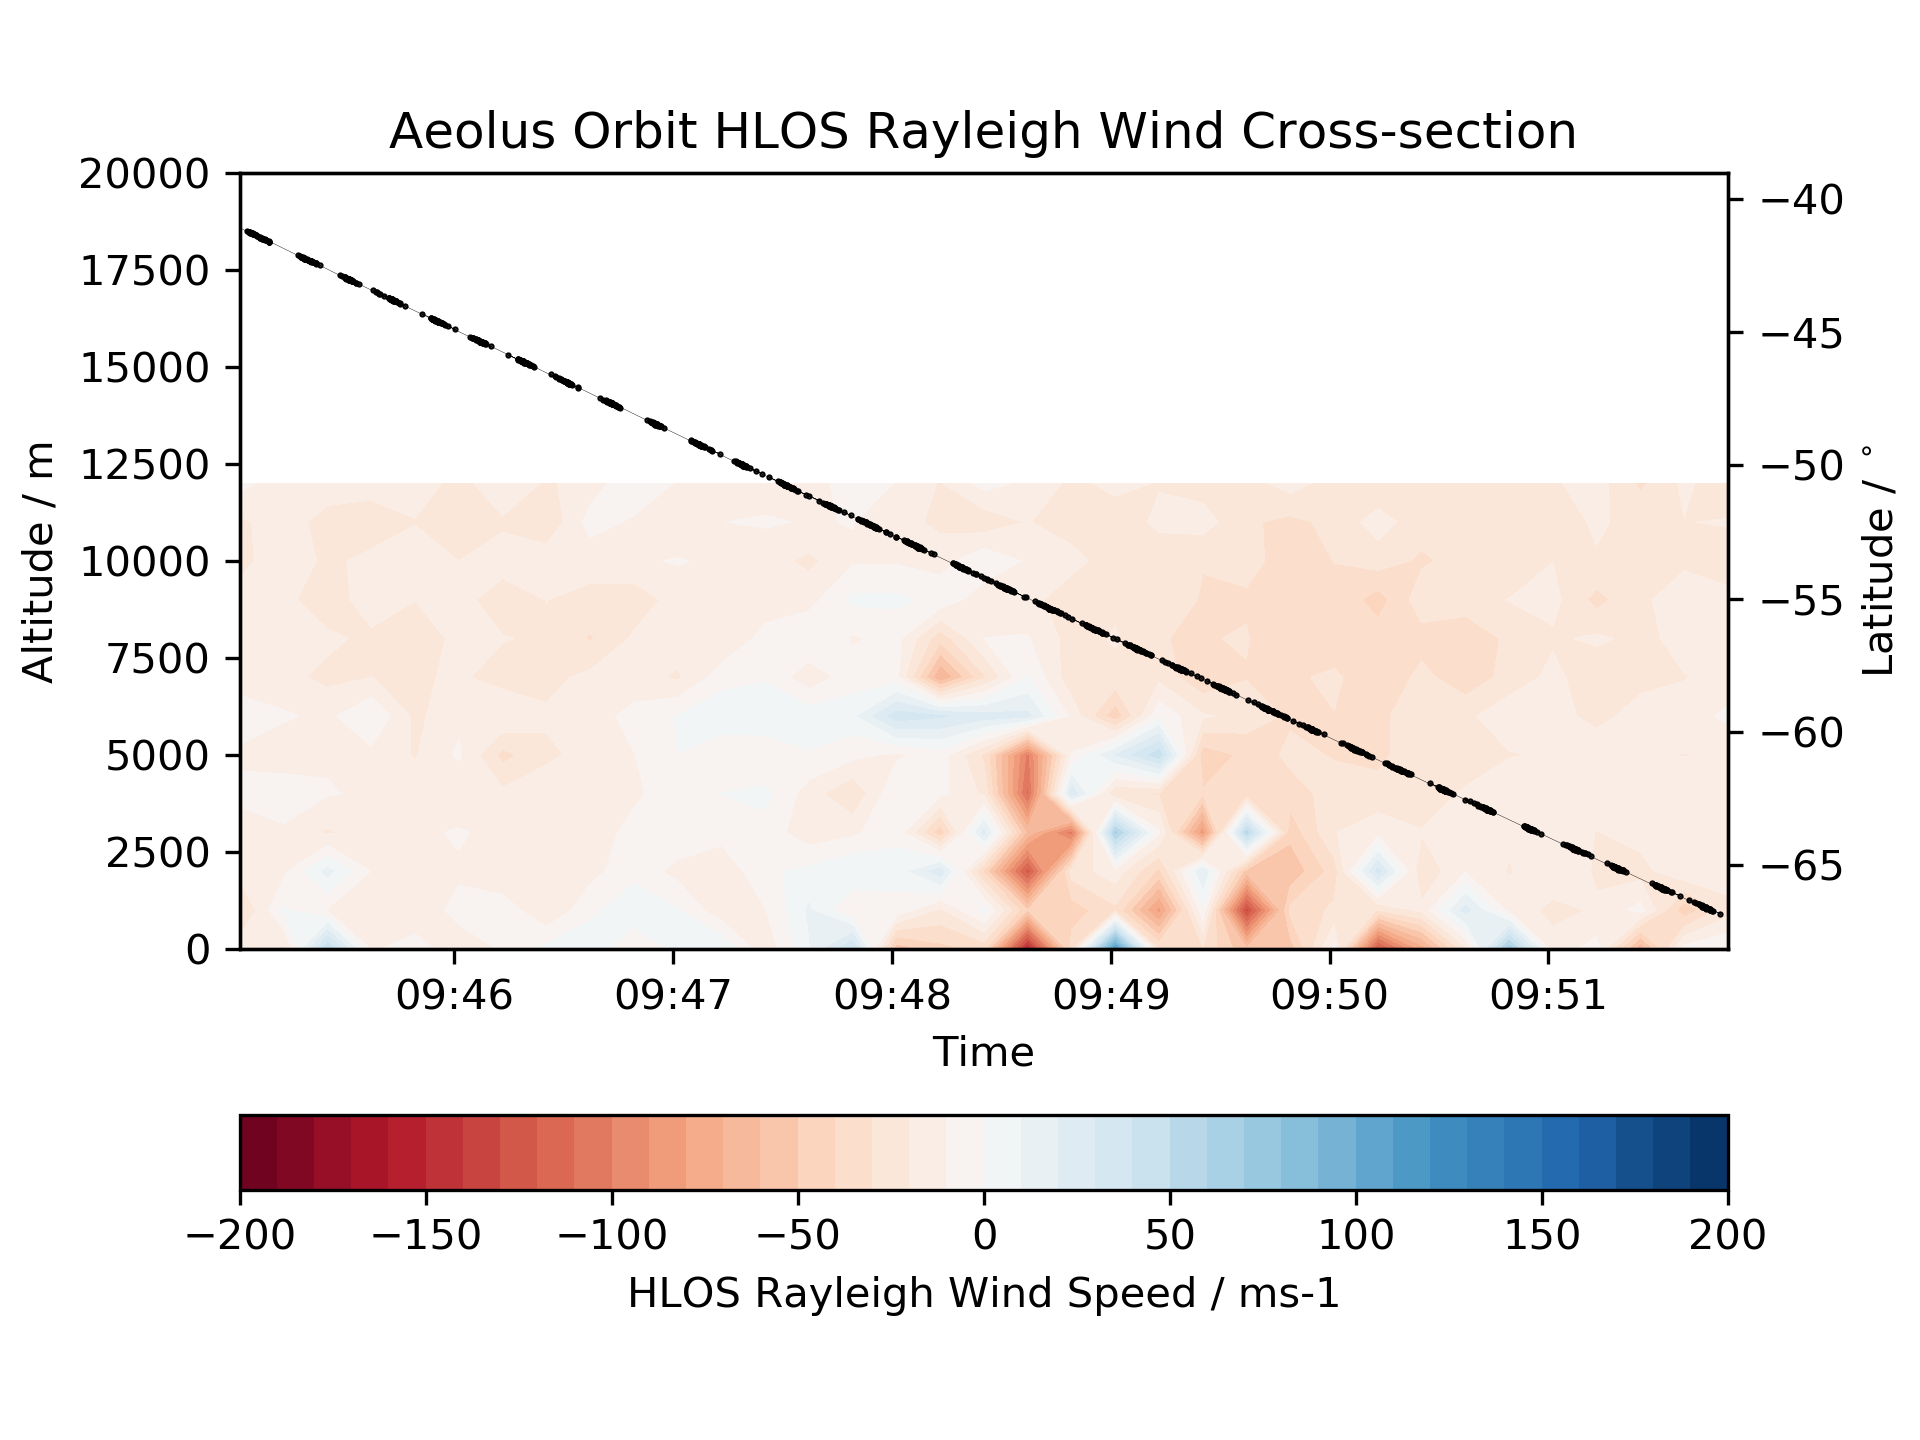 Aeolus Orbit HLOS Rayleigh Wind Cross-section
20000
17500
15000
12500
10000
7500
5000
2500
0
Altitude / m
−40
−45
−50
−55
−60
−65
Latitude / °
09:46 09:47 09:48 09:49 09:50 09:51
Time
−200 −150 −100 −50 0 50 100 150 200
HLOS Rayleigh Wind Speed / ms-1